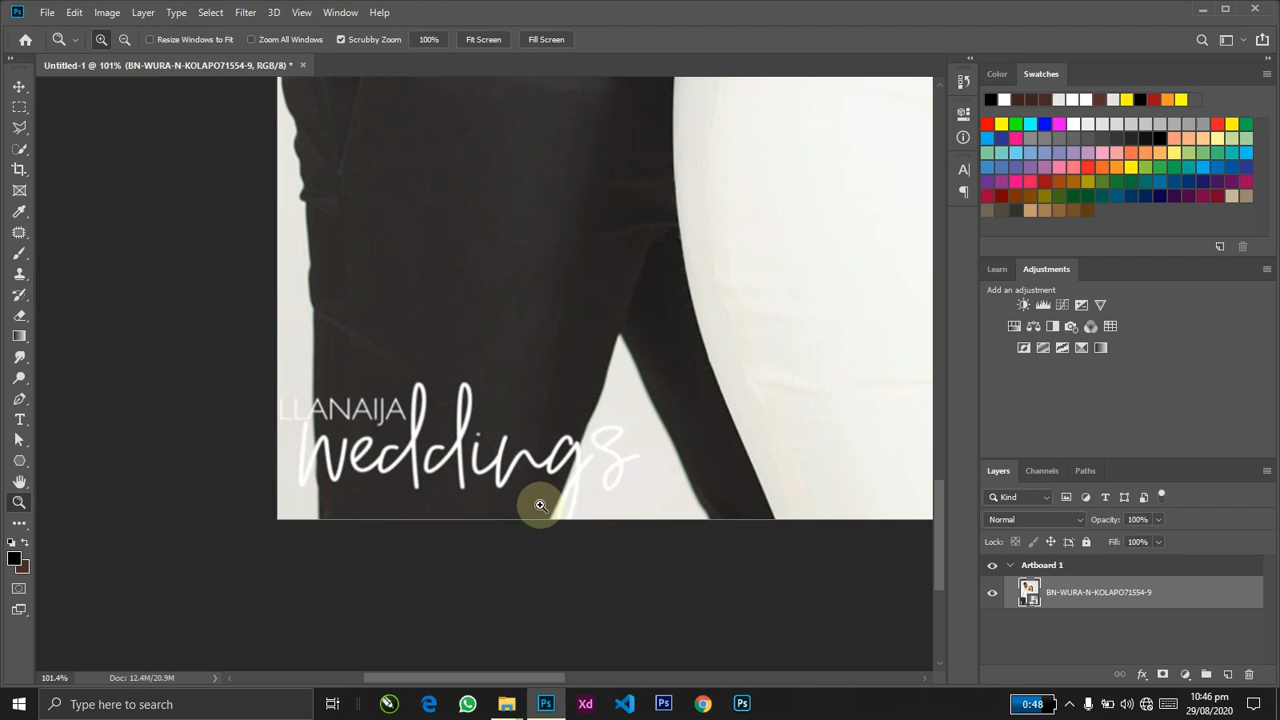 File Edit Image Layer Type Select Filter 3D View Window Help
Resize Windows to Fit Zoom All Windows Scrubby Zoom 100% Fit Screen Fill Screen
Untitled-1 @ 101% (BN-WURA-N-KOLAPO71554-9, RGB/8) *
Color Swatches
Learn Adjustments
Add an adjustment
LLANAIJA
weddings
Layers Channels Paths
Kind
Normal Opacity: 100%
Lock: Fill: 100%
Artboard 1
BN-WURA-N-KOLAPO71554-9
101.4% Doc: 12.4M/20.9M
Type here to search
0:48
10:46 pm
29/08/2020